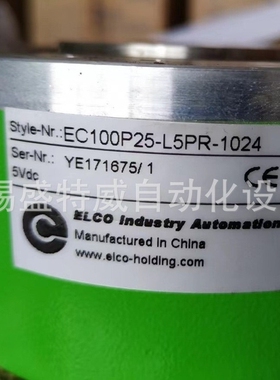 Style-Nr.: EC100P25-L5PR-1024
Ser-Nr.: YE171675/ 1
5Vdc
CE
锡盛特威自动化设
ELCO Industry Automation
Manufactured in China
www.elco-holding.com